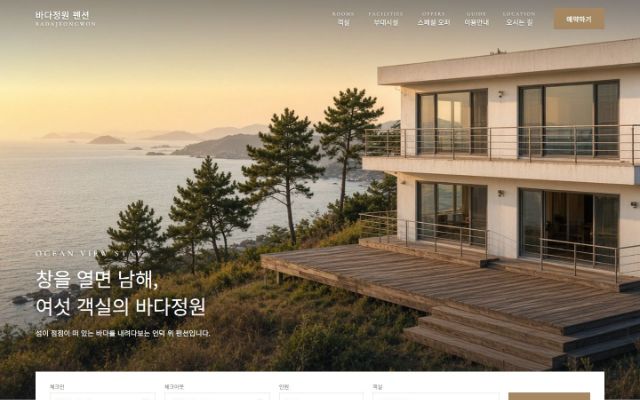 바다정원 펜션
BADAJEONGWON
ROOMS
객실
FACILITIES
부대시설
OFFERS
스페셜 오퍼
GUIDE
이용안내
LOCATION
오시는 길
예약하기
OCEAN VIEW STAY
창을 열면 남해,
여섯 객실의 바다정원
섬이 점점이 떠 있는 바다를 내려다보는 언덕 위 펜션입니다.
체크인
체크아웃
인원
객실